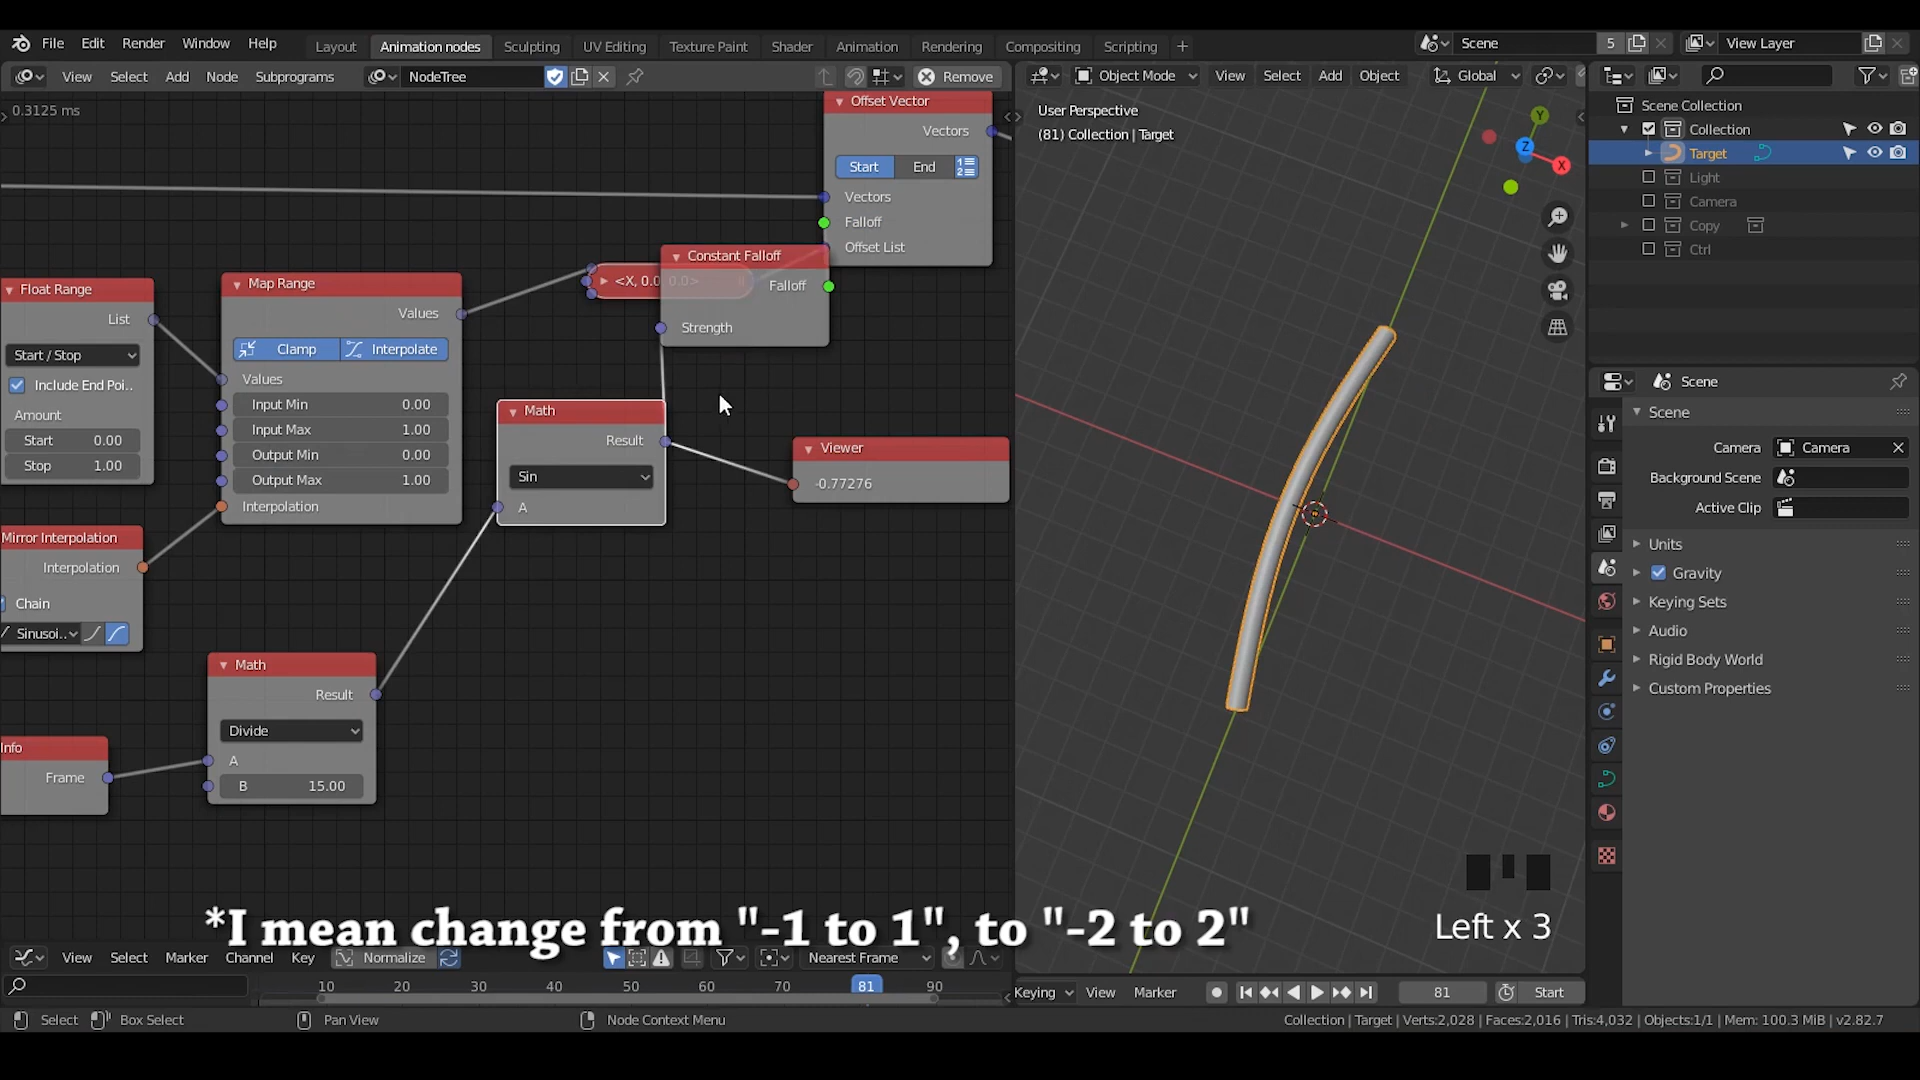 File Edit Render Window Help Layout Animation nodes Sculpting UV Editing Texture Paint Shader Animation Rendering Compositing Scripting
Scene 5 View Layer
View Select Add Node Subprograms NodeTree Remove
Object Mode View Select Add Object Global
0.3125 ms
User Perspective
(81) Collection | Target
Y
Z
X
Offset Vector
Vectors
Start End
Vectors
Falloff
Offset List
Constant Falloff
Falloff
Strength
<X, 0.0, 0.0>
Float Range
List
Start / Stop
Include End Poi..
Amount
Start 0.00
Stop 1.00
Map Range
Values
Clamp Interpolate
Values
Input Min 0.00
Input Max 1.00
Output Min 0.00
Output Max 1.00
Interpolation
Math
Result
Sin
A
Viewer
-0.77276
Mirror Interpolation
Interpolation
Chain
Sinusoi..
Math
Result
Divide
A
B 15.00
Info
Frame
*I mean change from "-1 to 1", to "-2 to 2"
Left x 3
Scene Collection
Collection
Target
Light
Camera
Copy
Ctrl
Scene
Scene
Camera Camera
Background Scene
Active Clip
Units
Gravity
Keying Sets
Audio
Rigid Body World
Custom Properties
View Select Marker Channel Key Normalize Nearest Frame
10 20 30 40 50 60 70 81 90
Keying View Marker 81 Start
Select Box Select Pan View Node Context Menu
Collection | Target | Verts:2,028 | Faces:2,016 | Tris:4,032 | Objects:1/1 | Mem: 100.3 MiB | v2.82.7